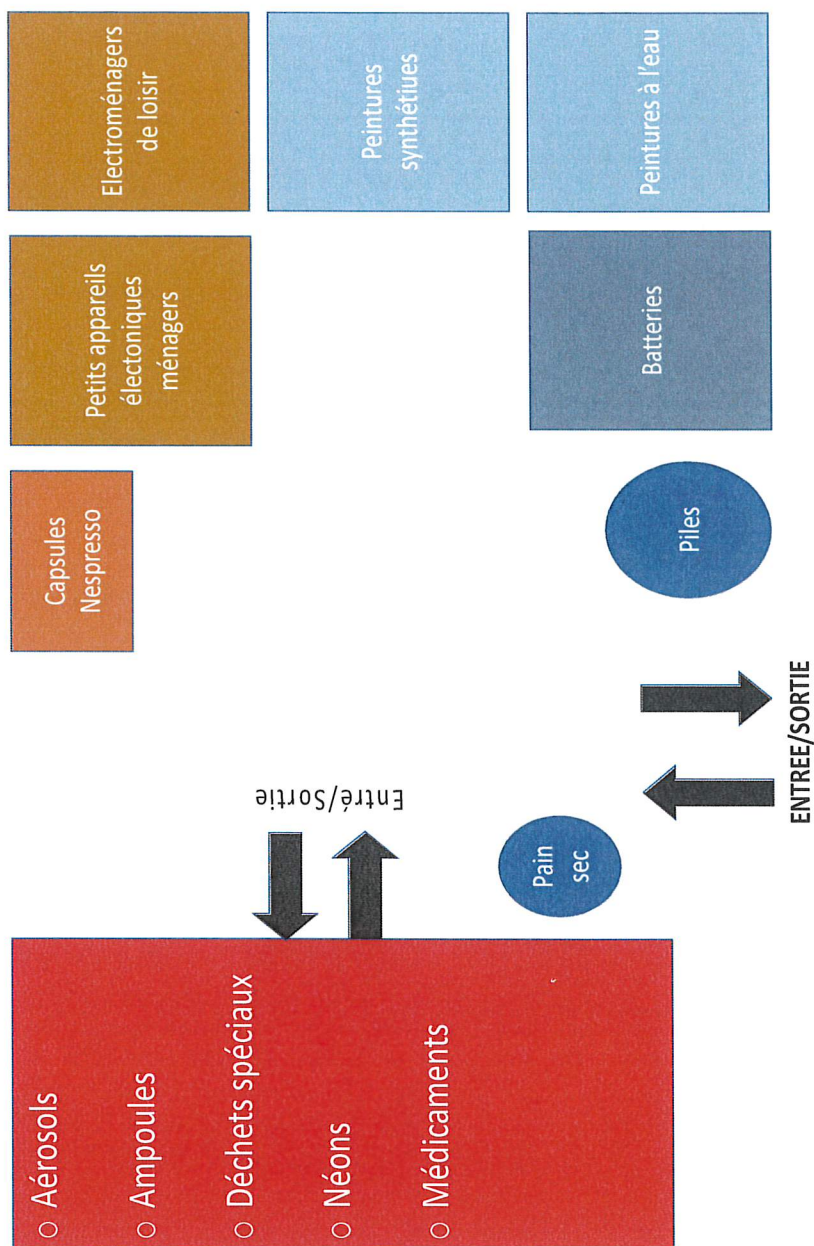 ○ Aérosols
○ Ampoules
○ Déchets spéciaux
○ Néons
○ Médicaments
Entré/Sortie
Pain
sec
ENTREE/SORTIE
Capsules
Nespresso
Petits appareils
électoniques
ménagers
Electroménagers
de loisir
Peintures
synthétiues
Piles
Batteries
Peintures à l'eau